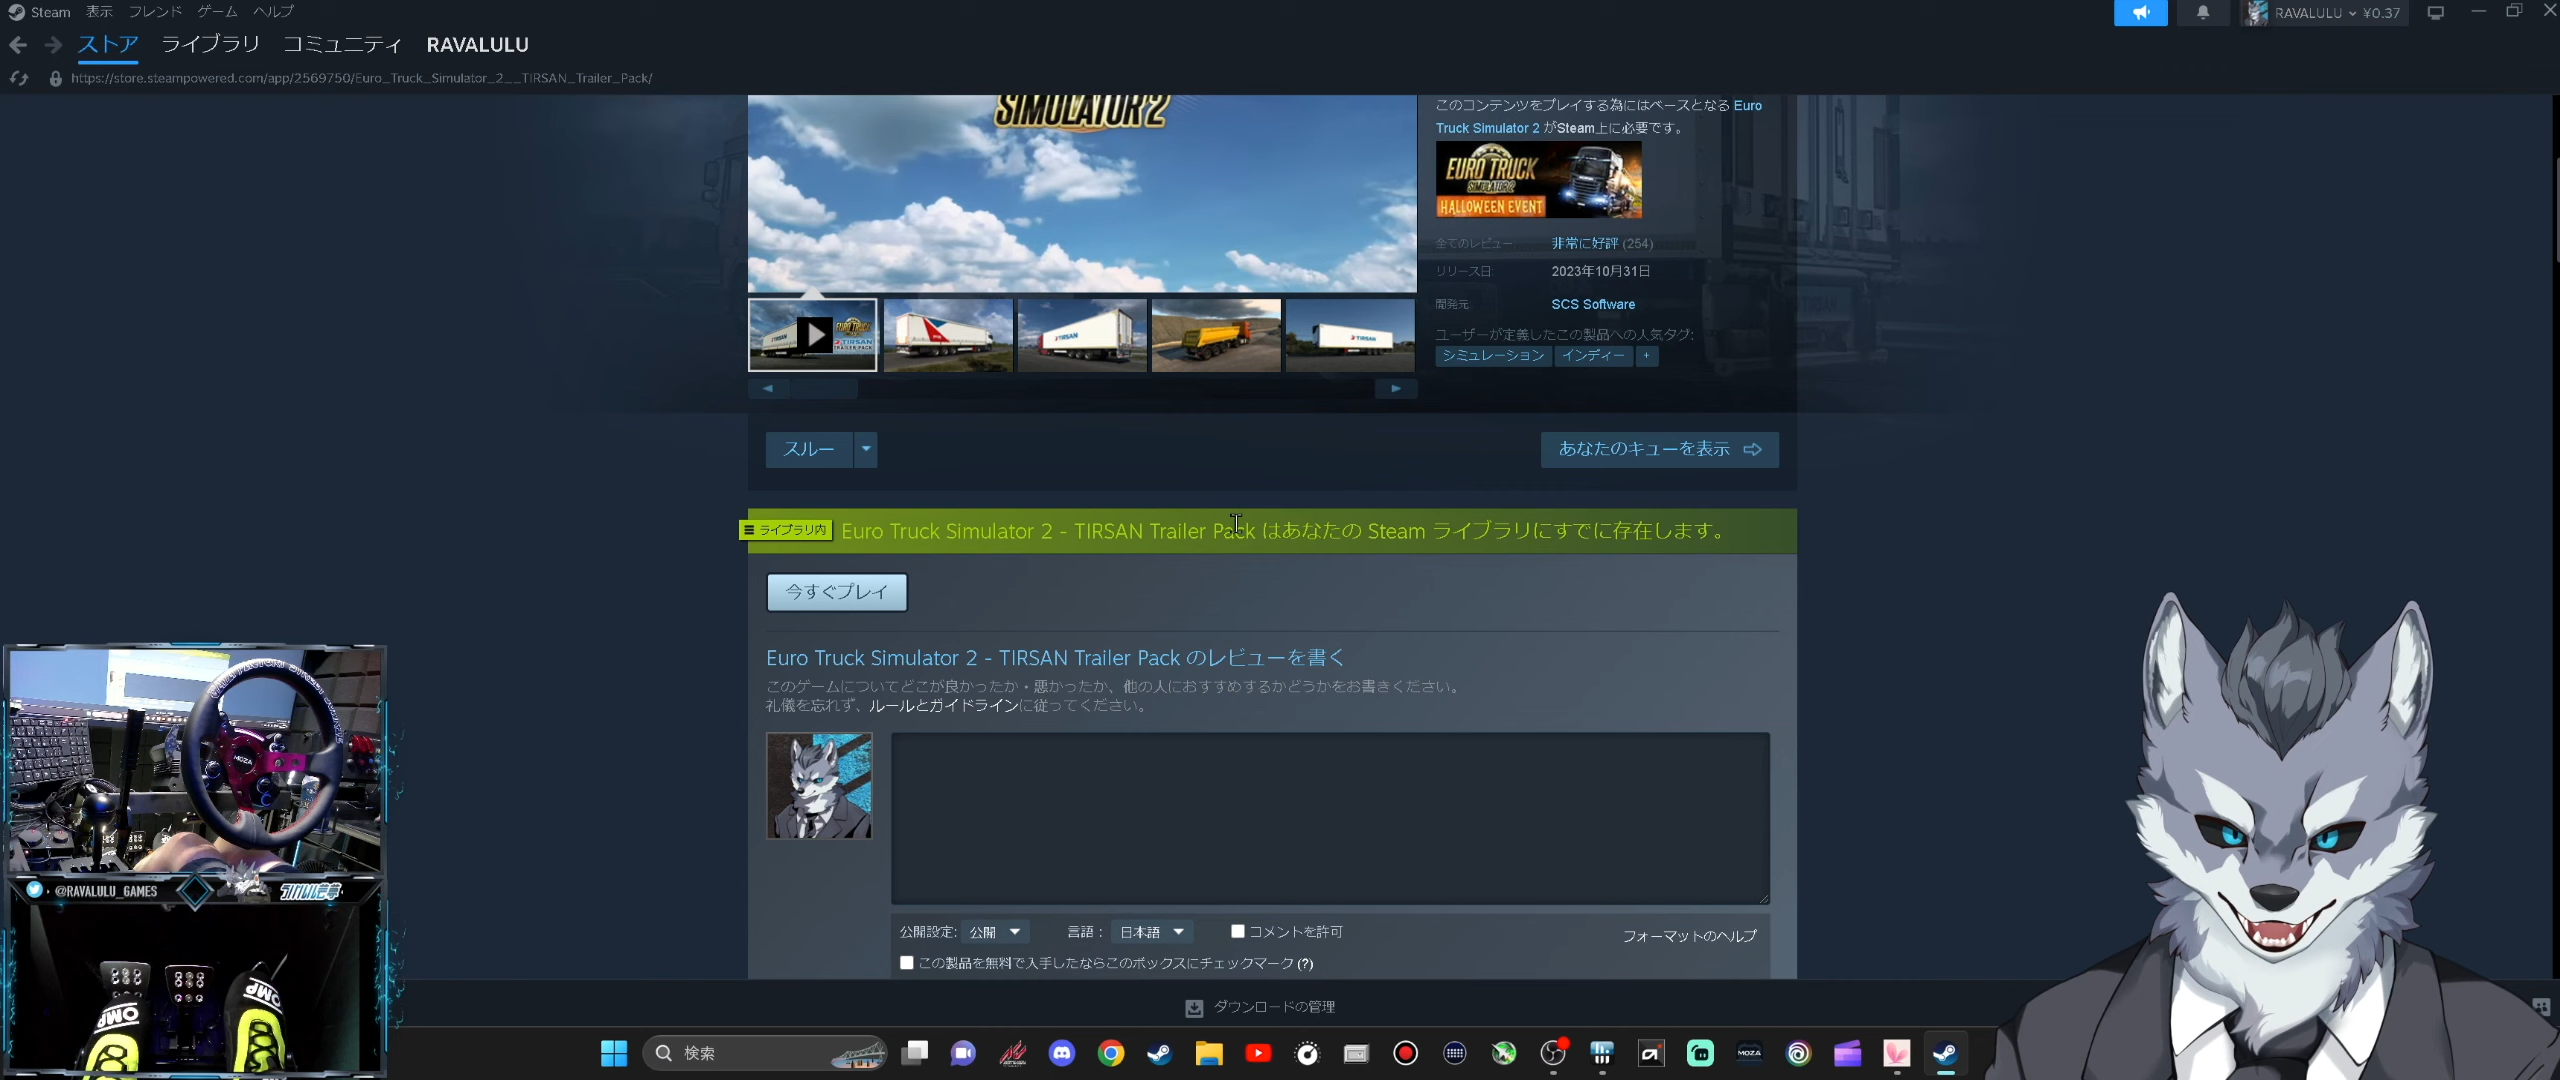 Steam 表示 フレンド ゲーム ヘルプ
RAVALULU ¥0.37
ストア ライブラリ コミュニティ RAVALULU
https://store.steampowered.com/app/2569750/Euro_Truck_Simulator_2__TIRSAN_Trailer_Pack/
SIMULATOR 2
このコンテンツをプレイする為にはベースとなる Euro
Truck Simulator 2 がSteam上に必要です。
EURO TRUCK
SIMULATOR 2
HALLOWEEN EVENT
全てのレビュー: 非常に好評 (254)
リリース日: 2023年10月31日
開発元: SCS Software
ユーザーが定義したこの製品への人気タグ:
シミュレーション インディー +
TIRSAN
TRAILER PACK
TIRSAN
TIRSAN
スルー
あなたのキューを表示
ライブラリ内
Euro Truck Simulator 2 - TIRSAN Trailer Pack はあなたの Steam ライブラリにすでに存在します。
今すぐプレイ
Euro Truck Simulator 2 - TIRSAN Trailer Pack のレビューを書く
このゲームについてどこが良かったか・悪かったか、他の人におすすめするかどうかをお書きください。
礼儀を忘れず、ルールとガイドラインに従ってください。
公開設定: 公開 言語: 日本語 コメントを許可
フォーマットのヘルプ
この製品を無料で入手したならこのボックスにチェックマーク (?)
ダウンロードの管理
検索
MOZA
MOZA
@RAVALULU_GAMES
OMP
OMP